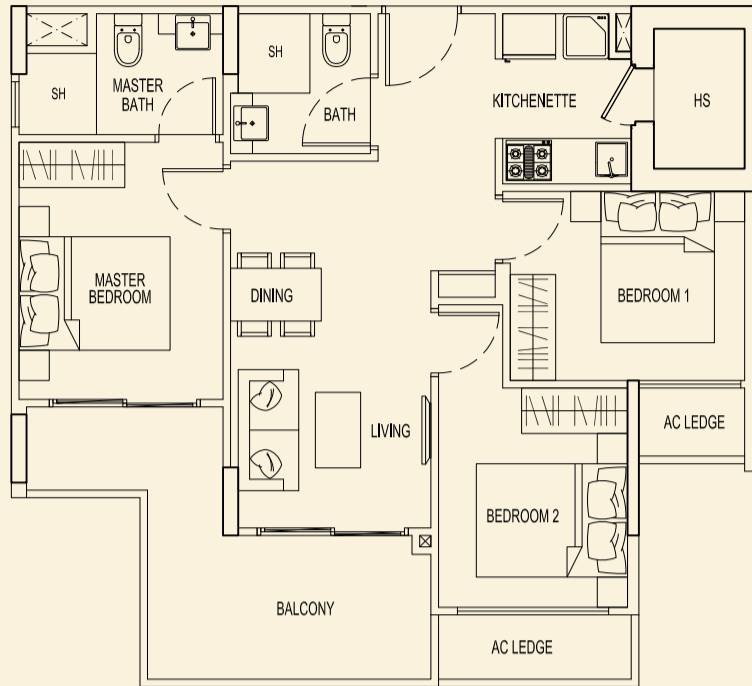 SH
MASTER
BATH
SH
BATH
KITCHENETTE
HS
MASTER
BEDROOM
DINING
BEDROOM 1
LIVING
AC LEDGE
BEDROOM 2
BALCONY
AC LEDGE